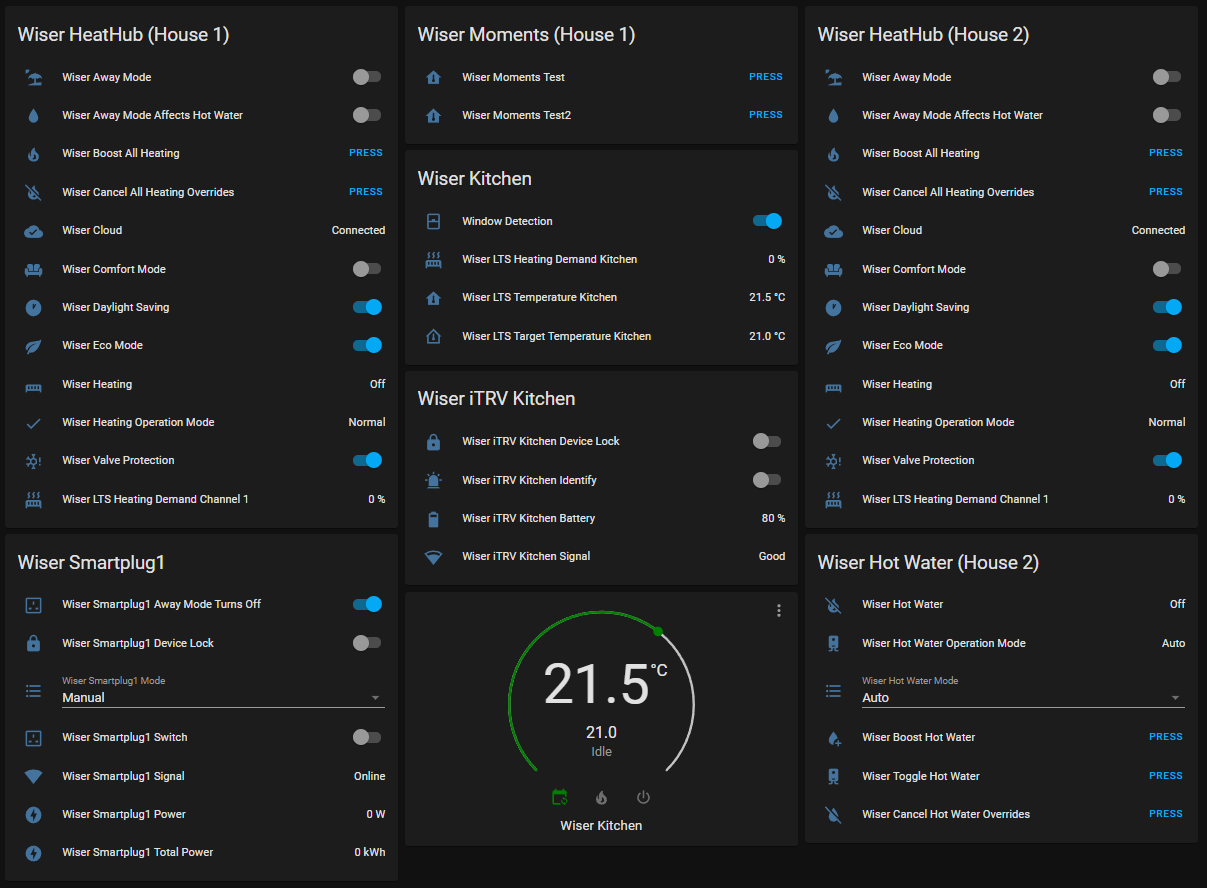 Wiser HeatHub (House 1)
Wiser Away Mode
Wiser Away Mode Affects Hot Water
Wiser Boost All Heating PRESS
Wiser Cancel All Heating Overrides PRESS
Wiser Cloud Connected
Wiser Comfort Mode
Wiser Daylight Saving
Wiser Eco Mode
Wiser Heating Off
Wiser Heating Operation Mode Normal
Wiser Valve Protection
Wiser LTS Heating Demand Channel 1 0 %
Wiser Smartplug1
Wiser Smartplug1 Away Mode Turns Off
Wiser Smartplug1 Device Lock
Wiser Smartplug1 Mode
Manual
Wiser Smartplug1 Switch
Wiser Smartplug1 Signal Online
Wiser Smartplug1 Power 0 W
Wiser Smartplug1 Total Power 0 kWh
Wiser Moments (House 1)
Wiser Moments Test PRESS
Wiser Moments Test2 PRESS
Wiser Kitchen
Window Detection
Wiser LTS Heating Demand Kitchen 0 %
Wiser LTS Temperature Kitchen 21.5 °C
Wiser LTS Target Temperature Kitchen 21.0 °C
Wiser iTRV Kitchen
Wiser iTRV Kitchen Device Lock
Wiser iTRV Kitchen Identify
Wiser iTRV Kitchen Battery 80 %
Wiser iTRV Kitchen Signal Good
21.5 °C
21.0
Idle
Wiser Kitchen
Wiser HeatHub (House 2)
Wiser Away Mode
Wiser Away Mode Affects Hot Water
Wiser Boost All Heating PRESS
Wiser Cancel All Heating Overrides PRESS
Wiser Cloud Connected
Wiser Comfort Mode
Wiser Daylight Saving
Wiser Eco Mode
Wiser Heating Off
Wiser Heating Operation Mode Normal
Wiser Valve Protection
Wiser LTS Heating Demand Channel 1 0 %
Wiser Hot Water (House 2)
Wiser Hot Water Off
Wiser Hot Water Operation Mode Auto
Wiser Hot Water Mode
Auto
Wiser Boost Hot Water PRESS
Wiser Toggle Hot Water PRESS
Wiser Cancel Hot Water Overrides PRESS